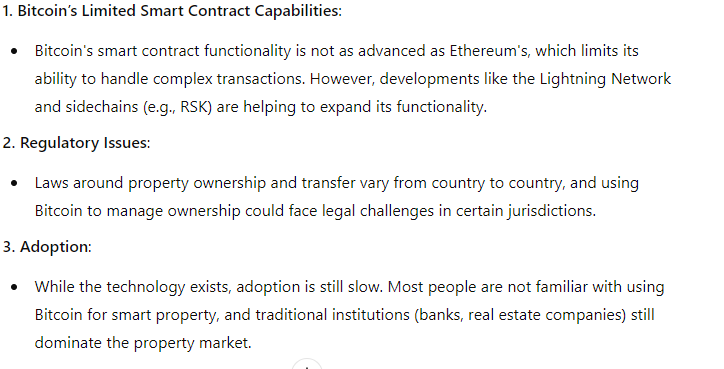 1. Bitcoin's Limited Smart Contract Capabilities:
• Bitcoin's smart contract functionality is not as advanced as Ethereum's, which limits its
ability to handle complex transactions. However, developments like the Lightning Network
and sidechains (e.g., RSK) are helping to expand its functionality.
2. Regulatory Issues:
• Laws around property ownership and transfer vary from country to country, and using
Bitcoin to manage ownership could face legal challenges in certain jurisdictions.
3. Adoption:
• While the technology exists, adoption is still slow. Most people are not familiar with using
Bitcoin for smart property, and traditional institutions (banks, real estate companies) still
dominate the property market.